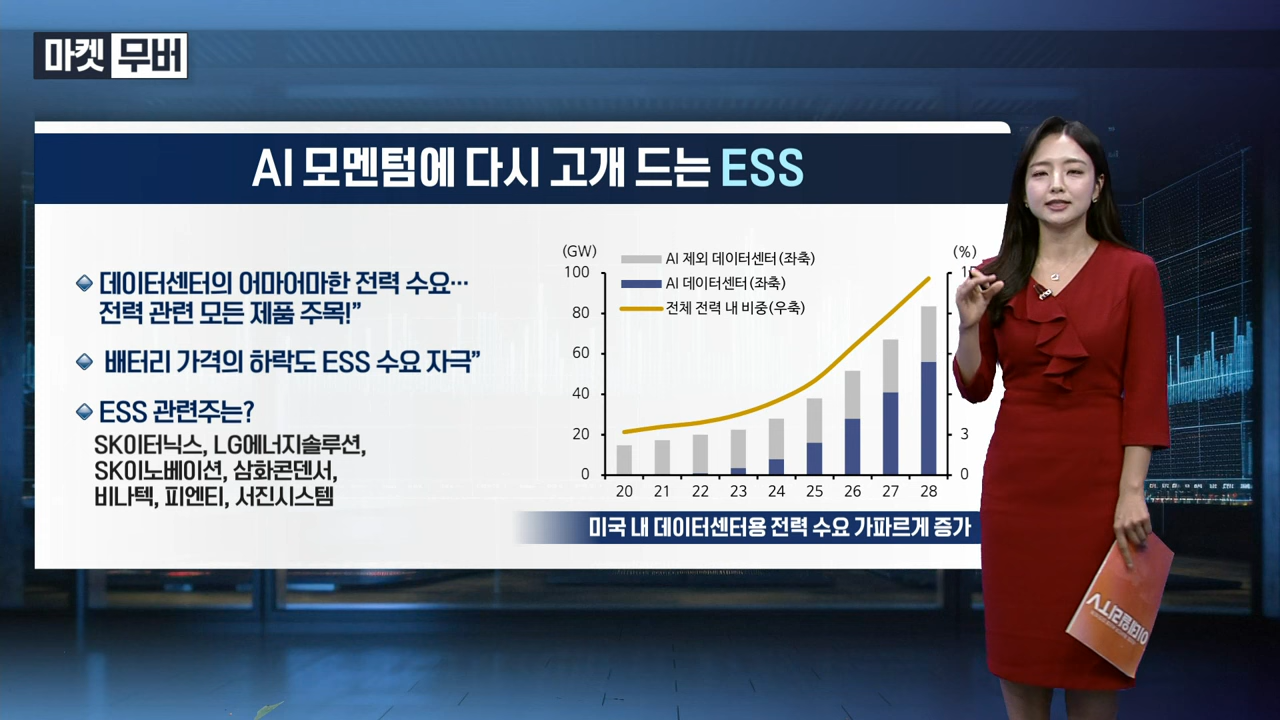 마켓 무버
AI 모멘텀에 다시 고개 드는 ESS
데이터센터의 어마어마한 전력 수요…
전력 관련 모든 제품 주목!”
배터리 가격의 하락도 ESS 수요 자극”
ESS 관련주는?
SK이터닉스, LG에너지솔루션,
SK이노베이션, 삼화콘덴서,
비나텍, 피엔티, 서진시스템
(GW)
(%)
AI 제외 데이터센터(좌축)
AI 데이터센터(좌축)
전체 전력 내 비중(우축)
100
80
60
40
20
0
3
0
20 21 22 23 24 25 26 27 28
미국 내 데이터센터용 전력 수요 가파르게 증가
이데일리TV